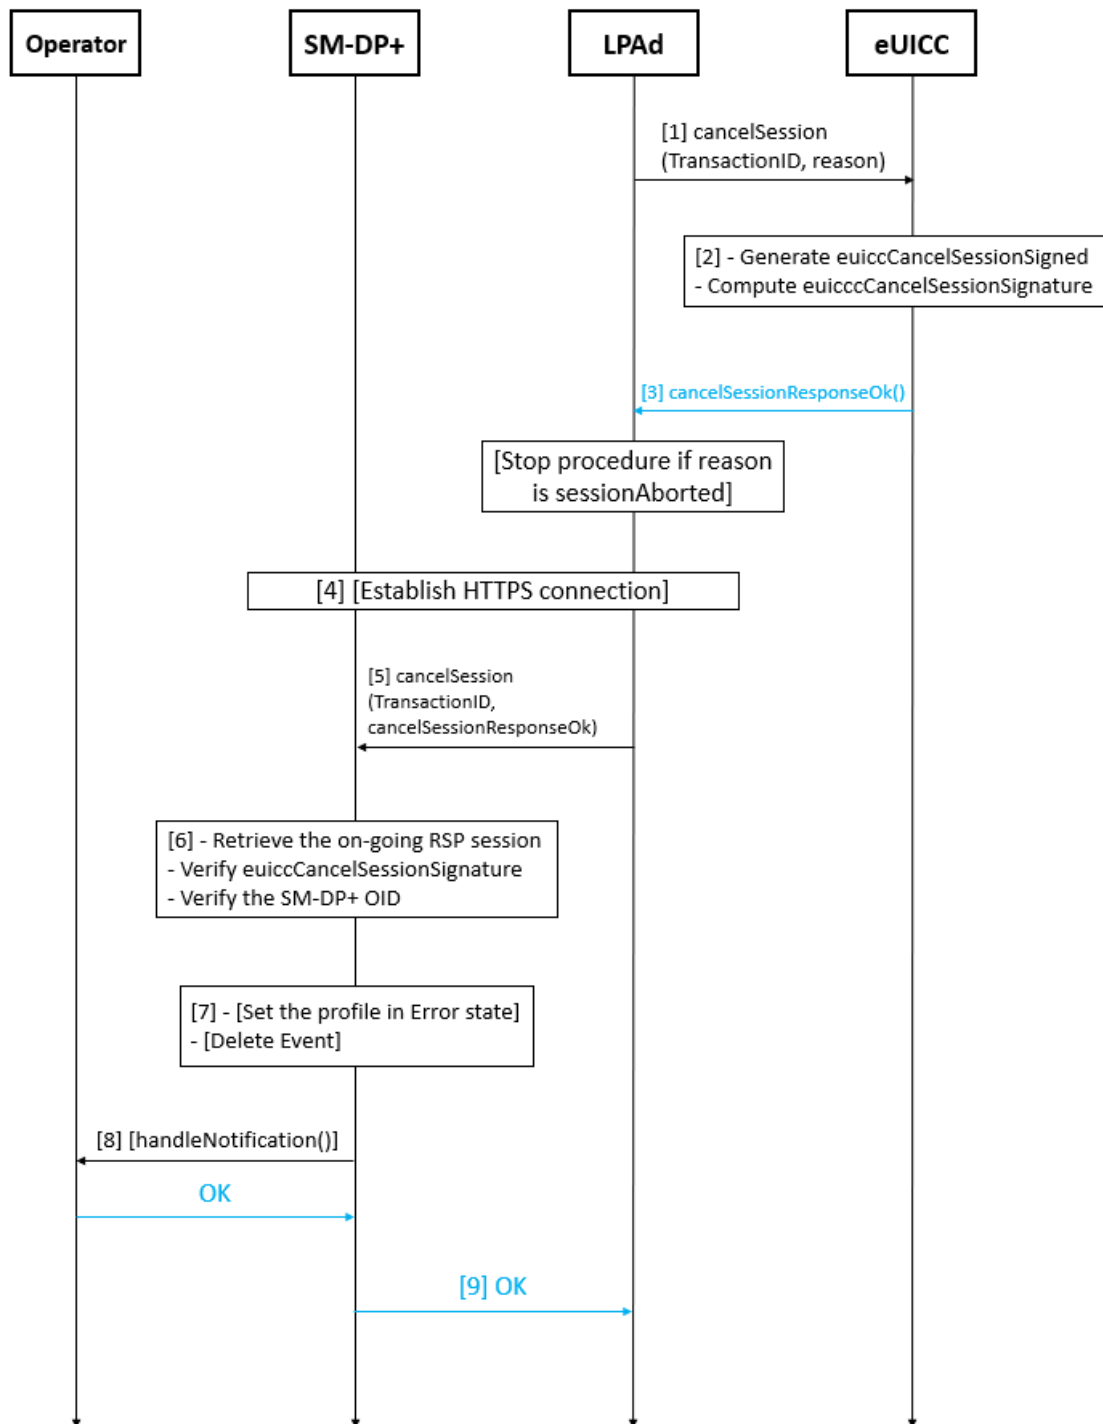 Operator
SM-DP+
LPAd
eUICC
[1] cancelSession
(TransactionID, reason)
[2] - Generate euiccCancelSessionSigned
- Compute euicccCancelSessionSignature
[3] cancelSessionResponseOk()
[Stop procedure if reason
is sessionAborted]
[4] [Establish HTTPS connection]
[5] cancelSession
(TransactionID,
cancelSessionResponseOk)
[6] - Retrieve the on-going RSP session
- Verify euiccCancelSessionSignature
- Verify the SM-DP+ OID
[7] - [Set the profile in Error state]
- [Delete Event]
[8] [handleNotification()]
OK
[9] OK